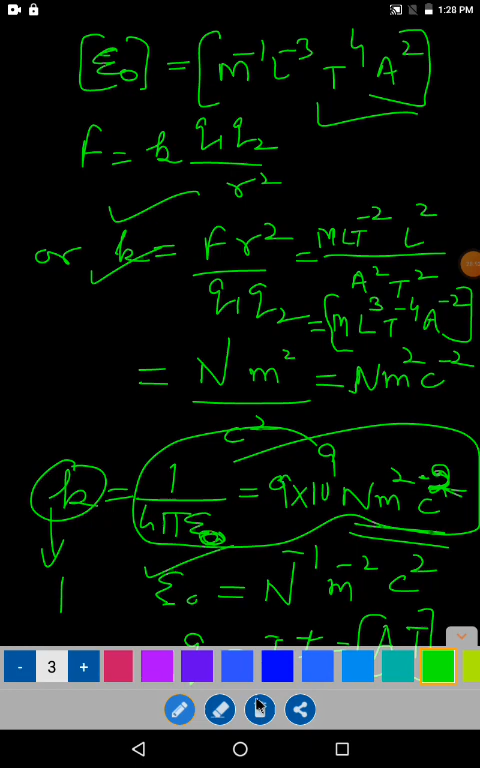 1:28 PM
[ε₀] = [M⁻¹L⁻³T⁴A²]
F = k q₁q₂ / r²
or k = Fr² / q₁q₂ = MLT⁻² L² / A²T²
= [ML³T⁻⁴A⁻²]
= N m² / c² = Nm²c⁻²
k = 1 / 4πε₀ = 9×10⁹ Nm²c⁻²
1 ε₀ = N⁻¹m⁻²c²
= [AT]
- 3 +